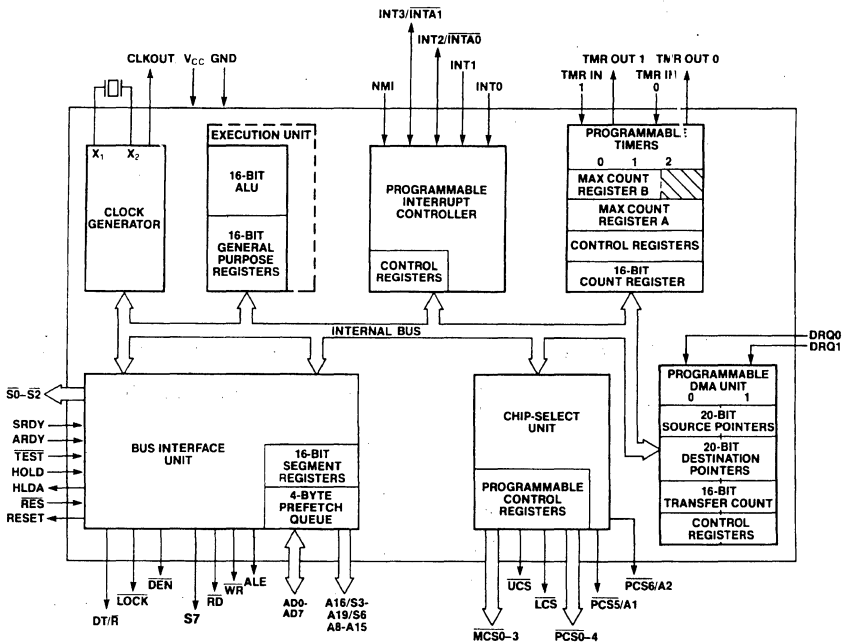 INT3/INTA1
INT2/INTA0
CLKOUT
VCC
GND
NMI
INT1
INT0
TMR OUT 1
TMR OUT 0
TMR IN 1
TMR IN 0
X1
X2
CLOCK
GENERATOR
EXECUTION UNIT
16-BIT
ALU
16-BIT
GENERAL
PURPOSE
REGISTERS
PROGRAMMABLE
INTERRUPT
CONTROLLER
CONTROL
REGISTERS
PROGRAMMABLE
TIMERS
0 1 2
MAX COUNT
REGISTER B
MAX COUNT
REGISTER A
CONTROL REGISTERS
16-BIT
COUNT REGISTER
INTERNAL BUS
DRQ0
DRQ1
S0-S2
SRDY
ARDY
TEST
HOLD
HLDA
RES
RESET
BUS INTERFACE
UNIT
16-BIT
SEGMENT
REGISTERS
4-BYTE
PREFETCH
QUEUE
CHIP-SELECT
UNIT
PROGRAMMABLE
CONTROL
REGISTERS
PROGRAMMABLE
DMA UNIT
0 1
20-BIT
SOURCE POINTERS
20-BIT
DESTINATION
POINTERS
16-BIT
TRANSFER COUNT
CONTROL
REGISTERS
DT/R
LOCK
DEN
S7
RD
WR
ALE
AD0-
AD7
A16/S3-
A19/S6
A8-A15
MCS0-3
UCS
LCS
PCS0-4
PCS5/A1
PCS6/A2